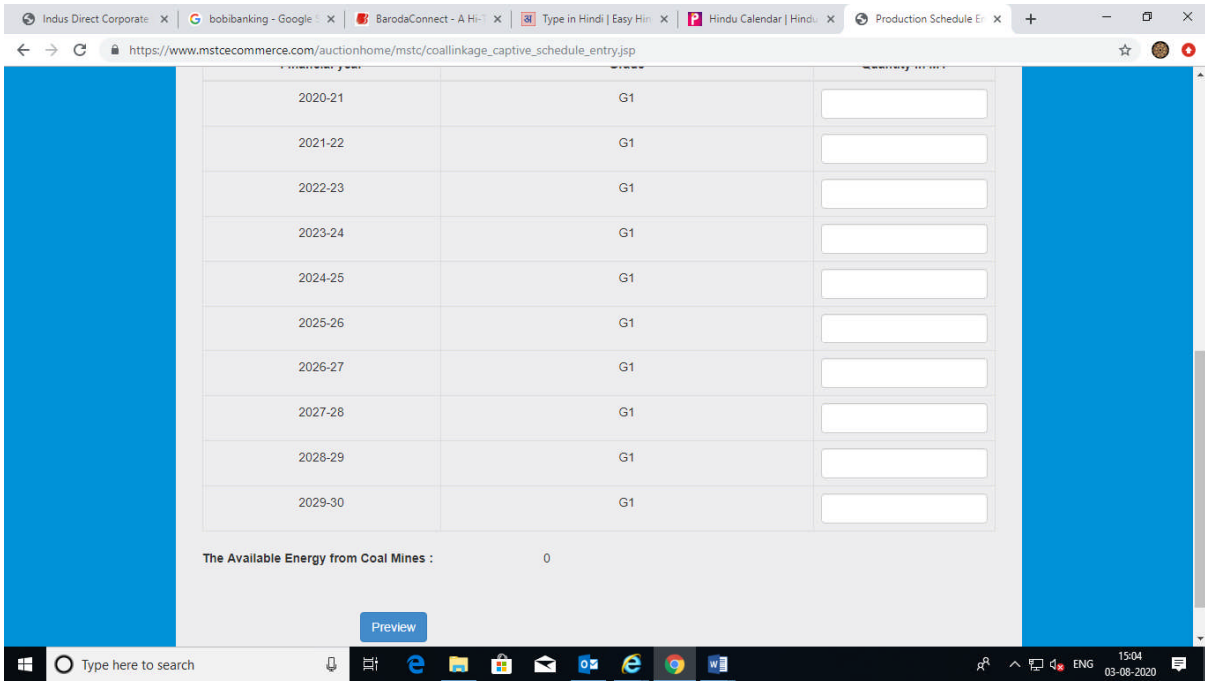 Indus Direct Corporate
bobibanking - Google
BarodaConnect - A Hi-T
Type in Hindi | Easy Hin
Hindu Calendar | Hindu
Production Schedule En
https://www.mstcecommerce.com/auctionhome/mstc/coallinkage_captive_schedule_entry.jsp
2020-21 G1
2021-22 G1
2022-23 G1
2023-24 G1
2024-25 G1
2025-26 G1
2026-27 G1
2027-28 G1
2028-29 G1
2029-30 G1
The Available Energy from Coal Mines : 0
Preview
Type here to search
ENG
15:04
03-08-2020